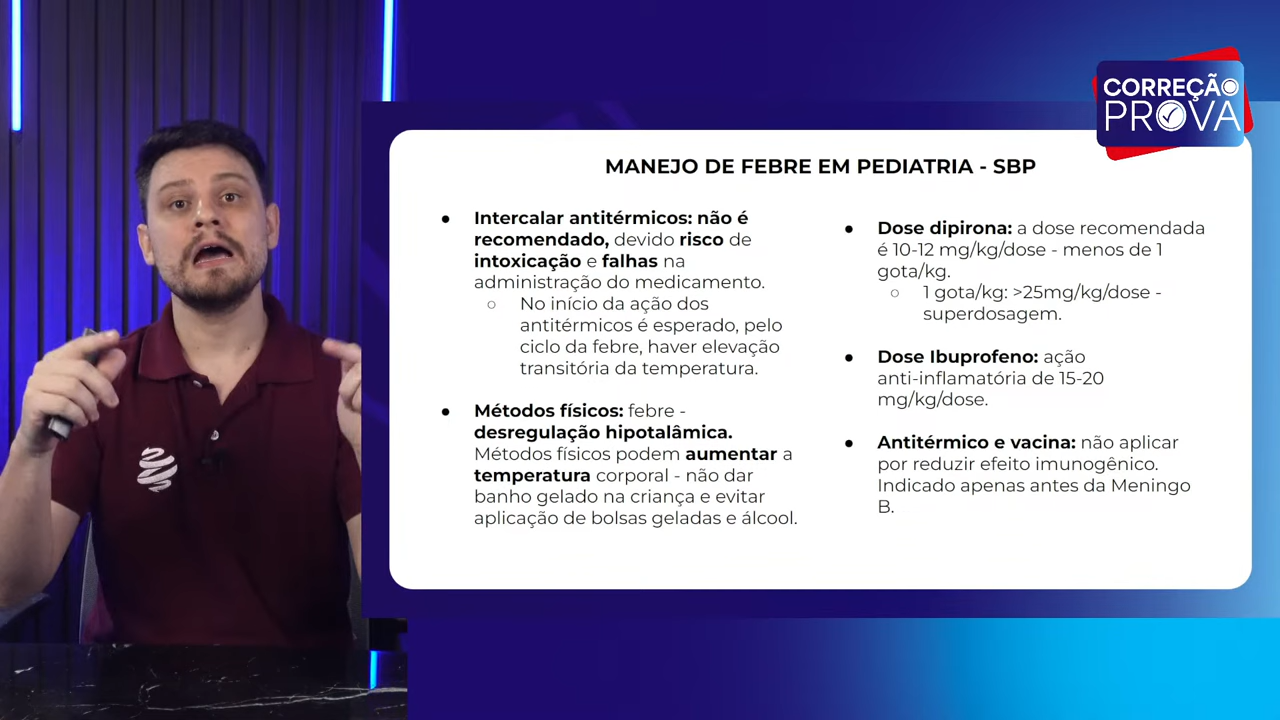 CORREÇÃO
PROVA
MANEJO DE FEBRE EM PEDIATRIA - SBP
● Intercalar antitérmicos: não é
recomendado, devido risco de
intoxicação e falhas na
administração do medicamento.
○ No início da ação dos
antitérmicos é esperado, pelo
ciclo da febre, haver elevação
transitória da temperatura.
● Métodos físicos: febre -
desregulação hipotalâmica.
Métodos físicos podem aumentar a
temperatura corporal - não dar
banho gelado na criança e evitar
aplicação de bolsas geladas e álcool.
● Dose dipirona: a dose recomendada
é 10-12 mg/kg/dose - menos de 1
gota/kg.
○ 1 gota/kg: >25mg/kg/dose -
superdosagem.
● Dose Ibuprofeno: ação
anti-inflamatória de 15-20
mg/kg/dose.
● Antitérmico e vacina: não aplicar
por reduzir efeito imunogênico.
Indicado apenas antes da Meningo
B.